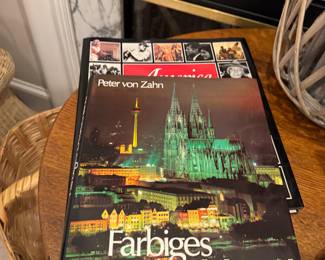 America
Peter von Zahn
Farbiges